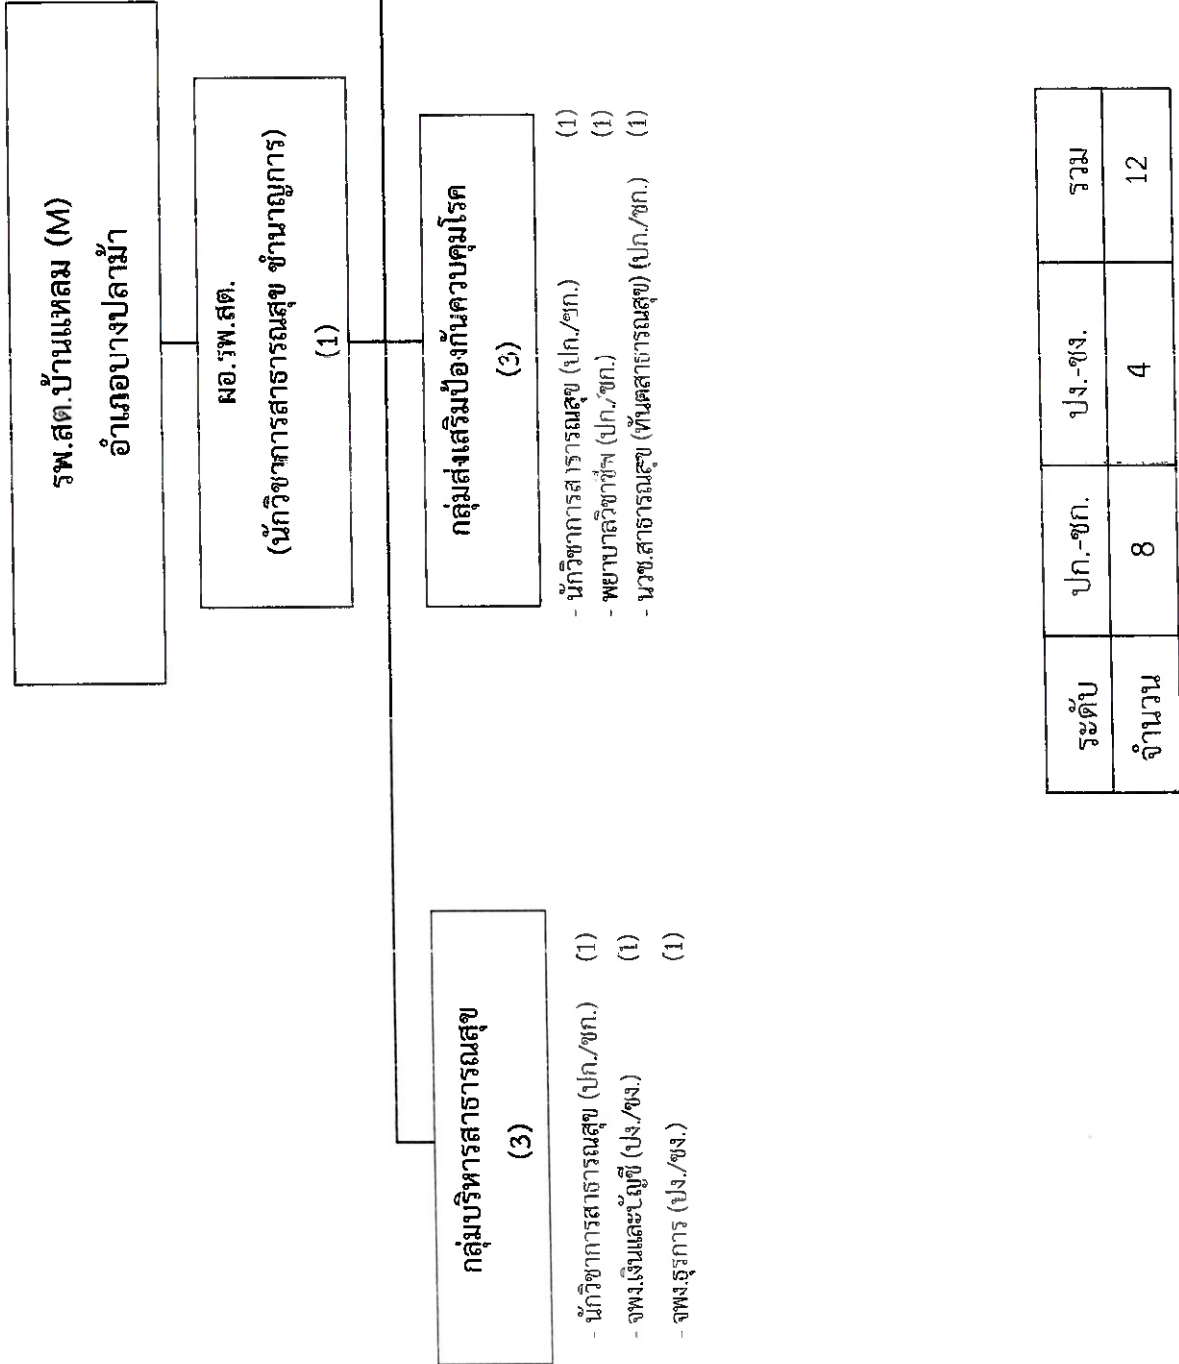 รพ.สต.บ้านแหลม (M)
อำเภอบางปลาม้า
ผอ.รพ.สต.
(นักวิชาการสาธารณสุข ชำนาญการ)
(1)
กลุ่มบริหารสาธารณสุข
(3)
- นักวิชาการสาธารณสุข (ปก./ชก.) (1)
- จพง.เงินและบัญชี (ปง./ชง.) (1)
- จพง.ธุรการ (ปง./ชง.) (1)
กลุ่มส่งเสริมป้องกันควบคุมโรค
(3)
- นักวิชาการสาธารณสุข (ปก./ชก.) (1)
- พยาบาลวิชาชีพ (ปก./ชก.) (1)
- นวช.สาธารณสุข (ทันตสาธารณสุข) (ปก./ชก.) (1)
ระดับ ปก.-ชก. ปง.-ชง. รวม
จำนวน 8 4 12